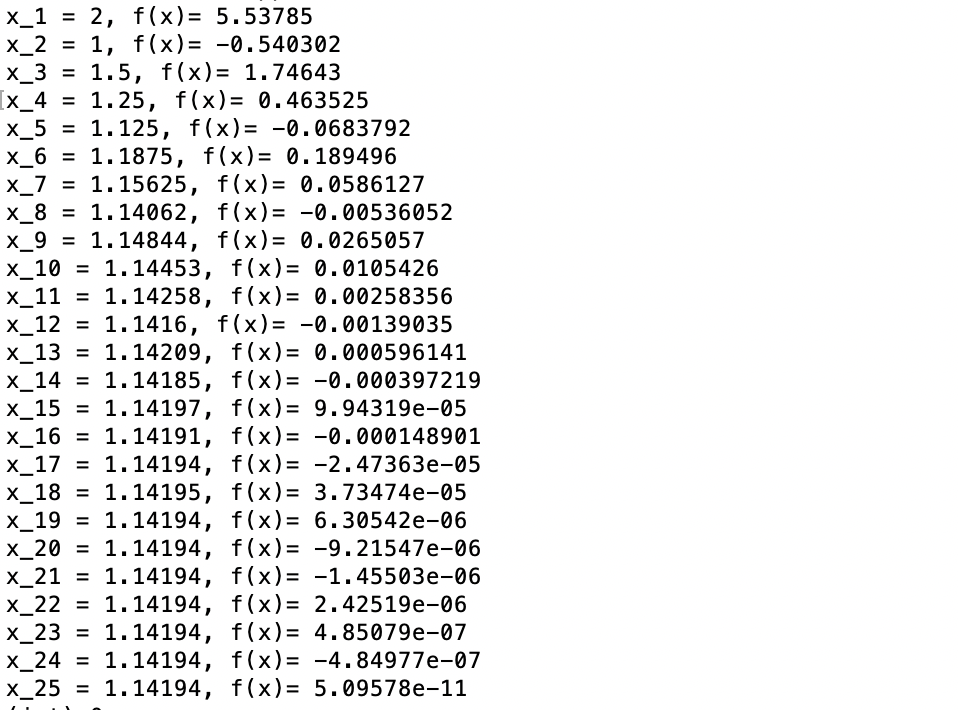 x_1 = 2, f(x)= 5.53785
x_2 = 1, f(x)= -0.540302
x_3 = 1.5, f(x)= 1.74643
[x_4 = 1.25, f(x)= 0.463525
x_5 = 1.125, f(x)= -0.0683792
x_6 = 1.1875, f(x)= 0.189496
x_7 = 1.15625, f(x)= 0.0586127
x_8 = 1.14062, f(x)= -0.00536052
x_9 = 1.14844, f(x)= 0.0265057
x_10 = 1.14453, f(x)= 0.0105426
x_11 = 1.14258, f(x)= 0.00258356
x_12 = 1.1416, f(x)= -0.00139035
x_13 = 1.14209, f(x)= 0.000596141
x_14 = 1.14185, f(x)= -0.000397219
x_15 = 1.14197, f(x)= 9.94319e-05
x_16 = 1.14191, f(x)= -0.000148901
x_17 = 1.14194, f(x)= -2.47363e-05
x_18 = 1.14195, f(x)= 3.73474e-05
x_19 = 1.14194, f(x)= 6.30542e-06
x_20 = 1.14194, f(x)= -9.21547e-06
x_21 = 1.14194, f(x)= -1.45503e-06
x_22 = 1.14194, f(x)= 2.42519e-06
x_23 = 1.14194, f(x)= 4.85079e-07
x_24 = 1.14194, f(x)= -4.84977e-07
x_25 = 1.14194, f(x)= 5.09578e-11